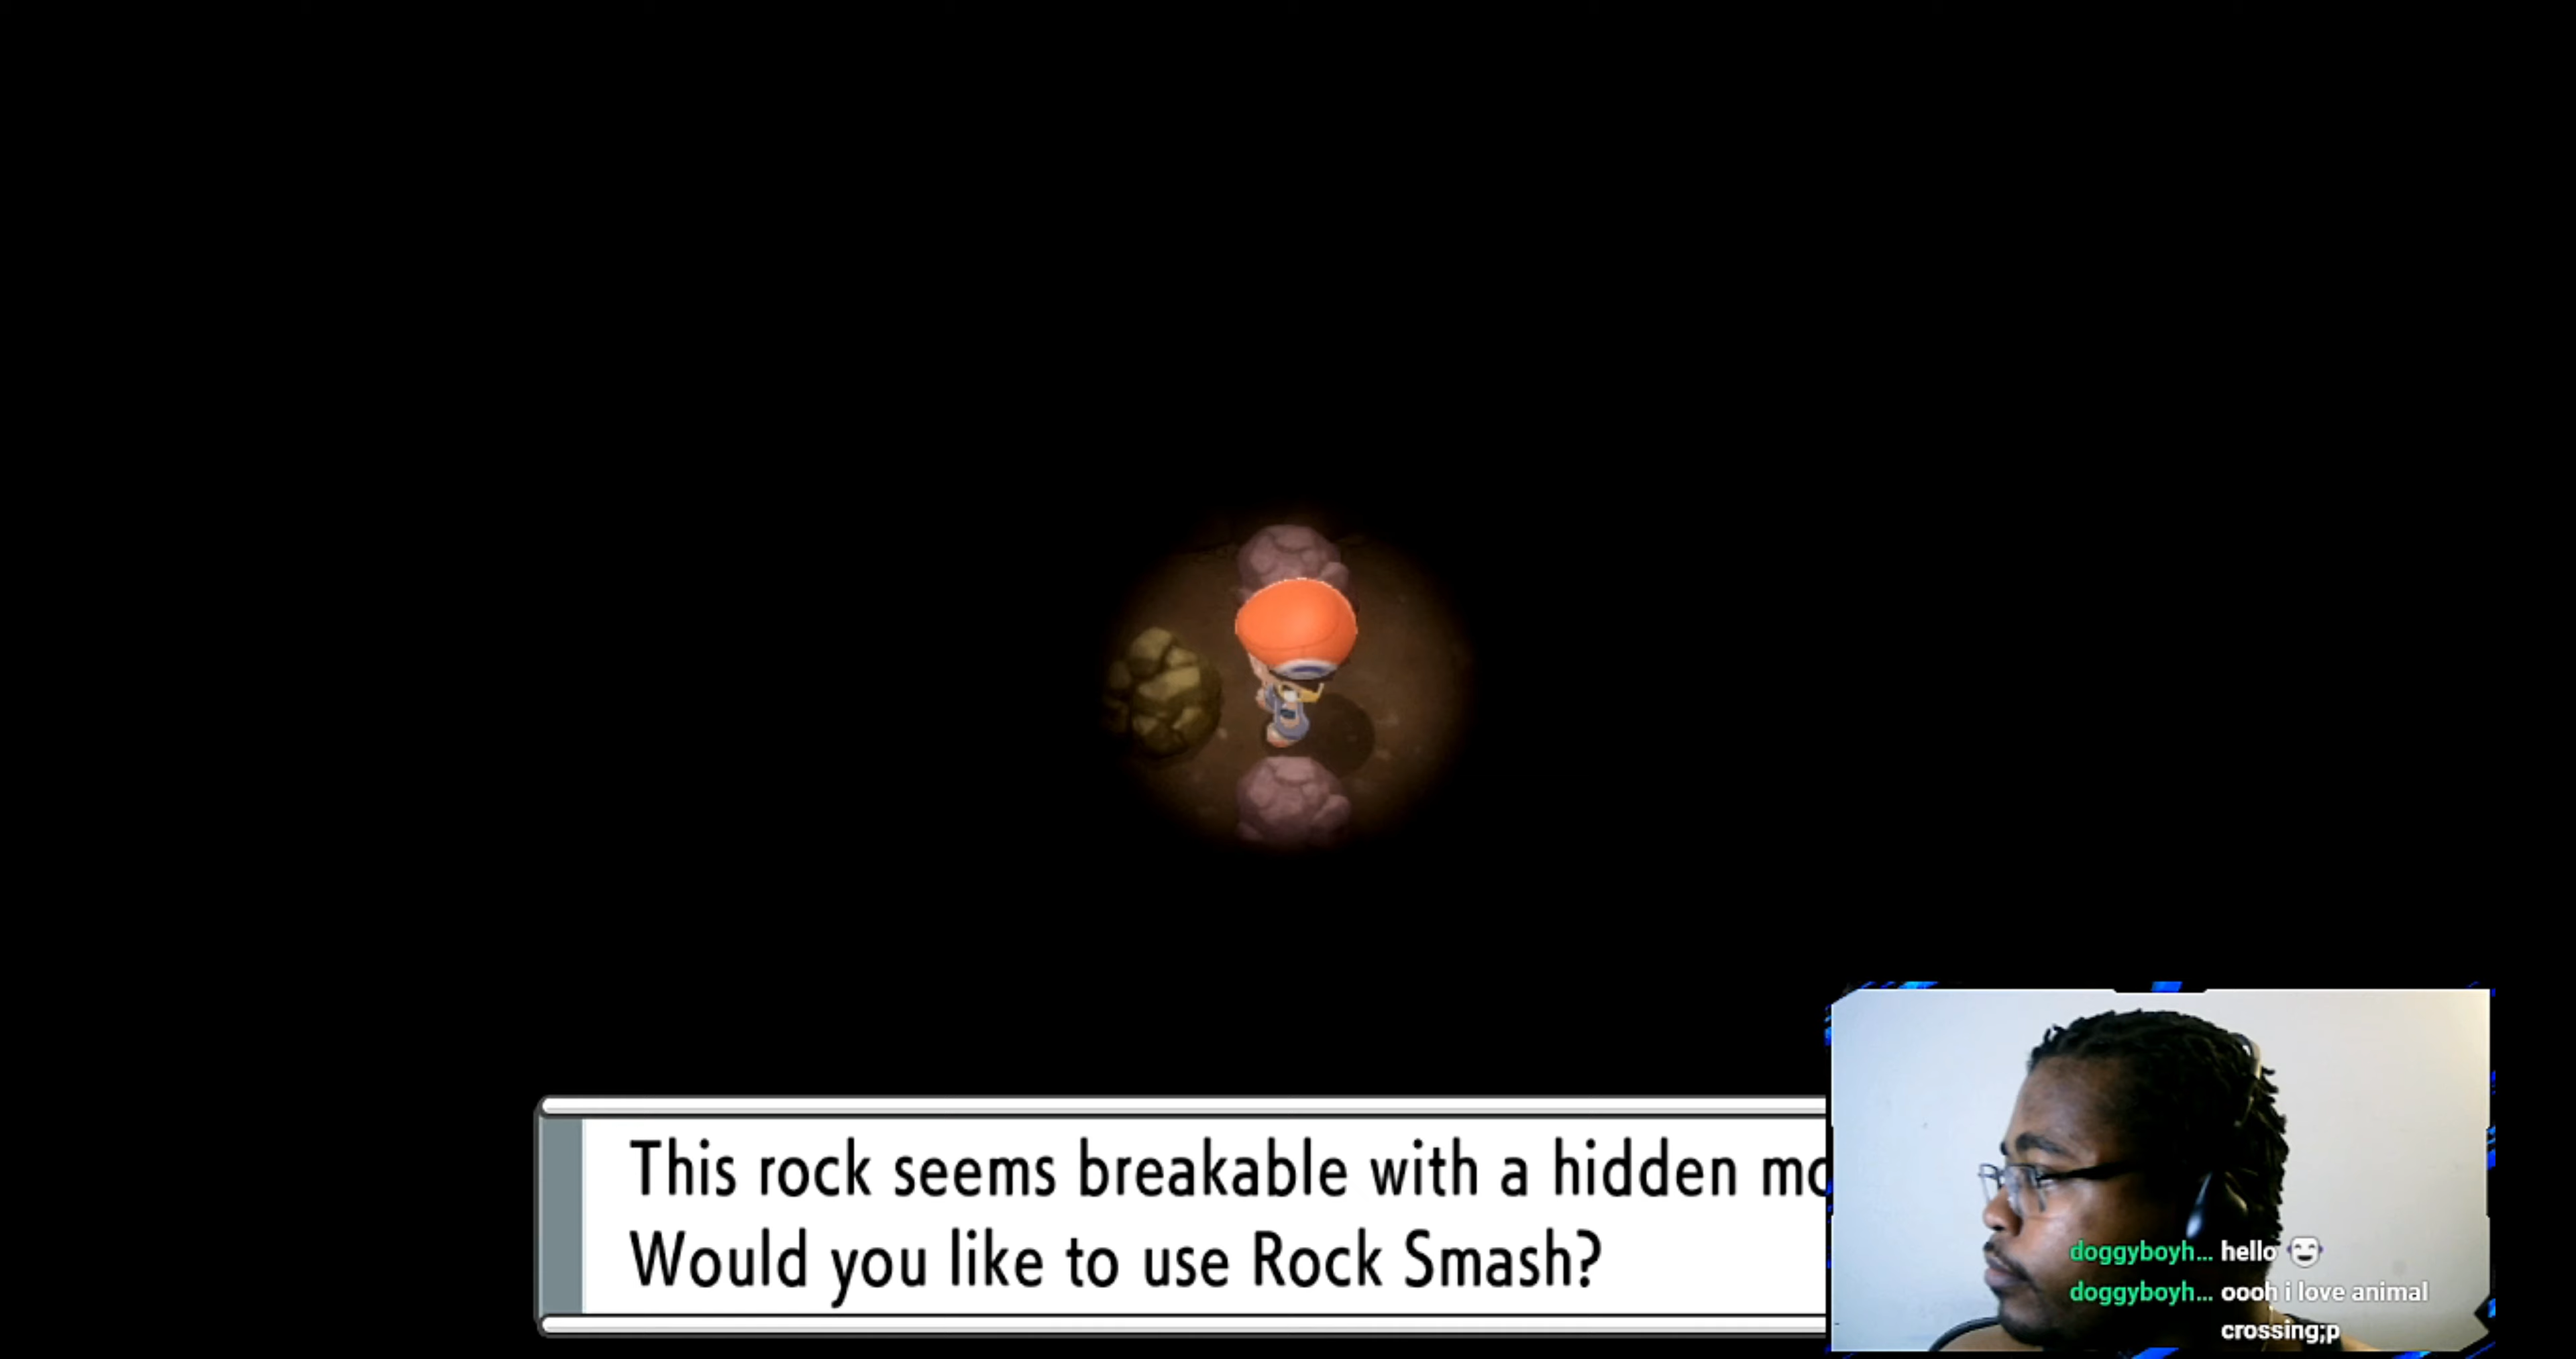 This rock seems breakable with a hidden
Would you like to use Rock Smash?
doggyboyh... hello
doggyboyh... oooh i love animal
crossing;p